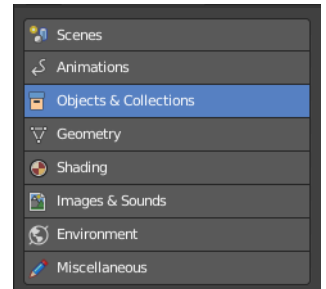 Scenes
Animations
Objects & Collections
Geometry
Shading
Images & Sounds
Environment
Miscellaneous